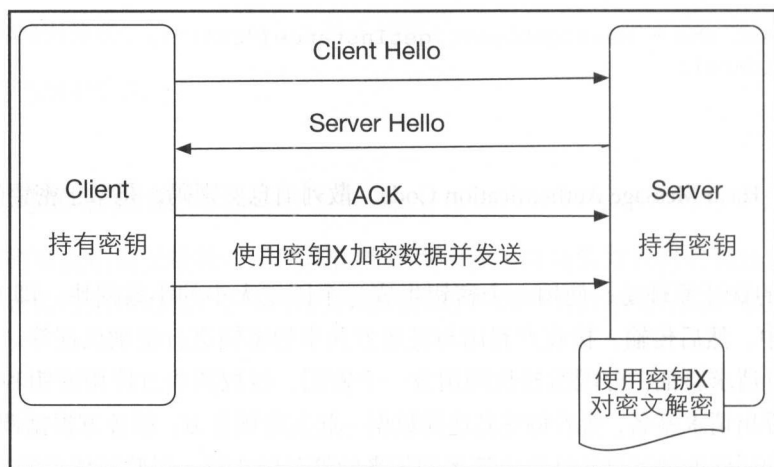 Client Hello
Server Hello
Client
持有密钥
ACK
Server
持有密钥
使用密钥X加密数据并发送
使用密钥X
对密文解密